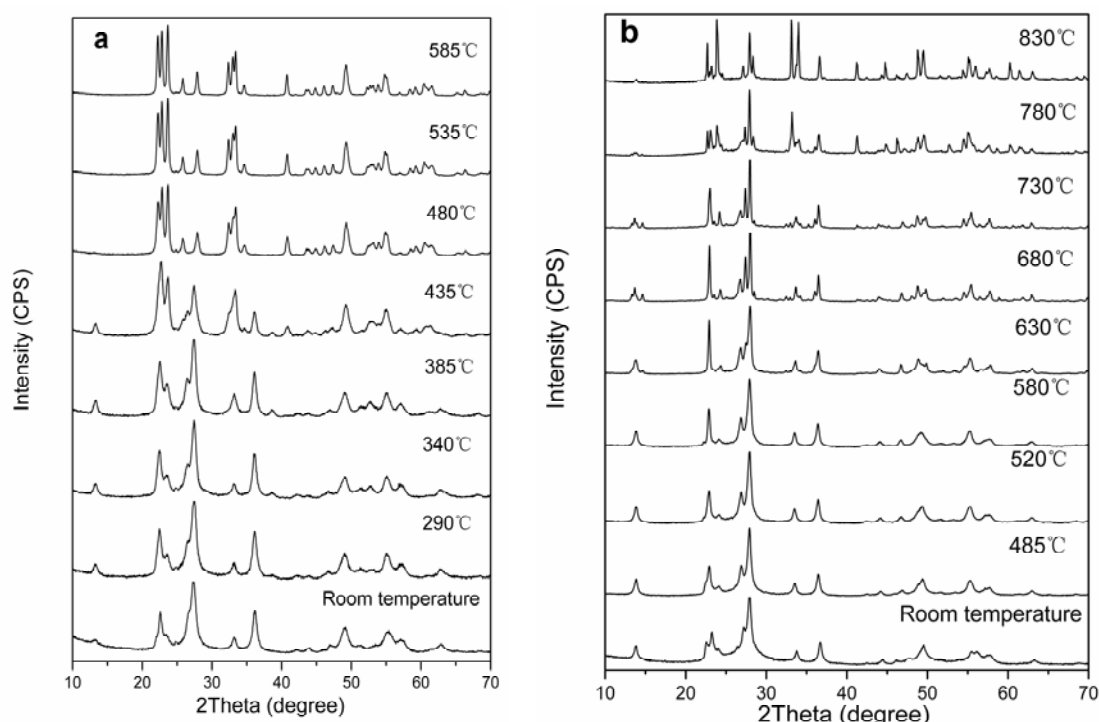 a
585℃
535℃
480℃
435℃
385℃
340℃
290℃
Room temperature
Intensity (CPS)
10 20 30 40 50 60 70
2Theta (degree)
b
830℃
780℃
730℃
680℃
630℃
580℃
520℃
485℃
Room temperature
Intensity (CPS)
10 20 30 40 50 60 70
2Theta (degree)